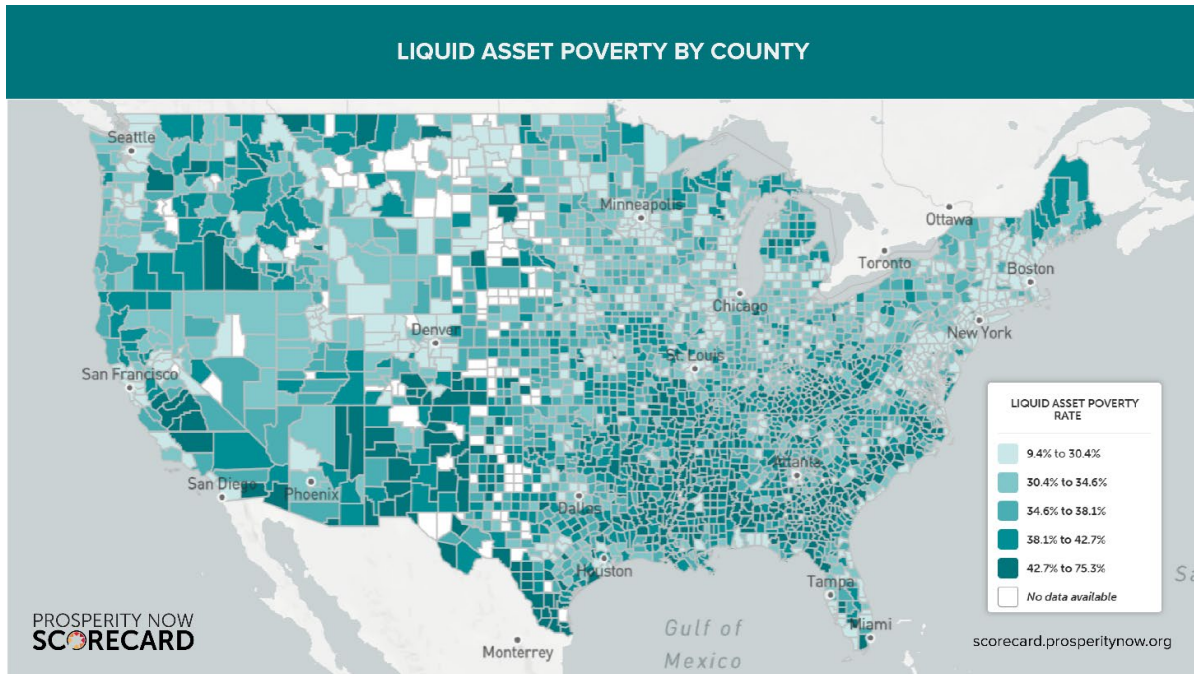 LIQUID ASSET POVERTY BY COUNTY
Seattle
Minneapolis
Ottawa
Toronto
Boston
Chicago
New York
Denver
St. Louis
San Francisco
LIQUID ASSET POVERTY
RATE
9.4% to 30.4%
30.4% to 34.6%
34.6% to 38.1%
38.1% to 42.7%
42.7% to 75.3%
No data available
Atlanta
San Diego
Phoenix
Dallas
Houston
Tampa
Miami
Gulf of
Mexico
Monterrey
PROSPERITY NOW
SCORECARD
scorecard.prosperitynow.org